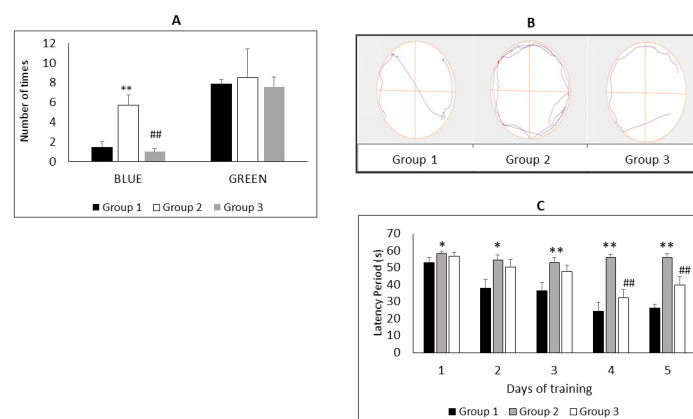 A
Number of times
12
10
8
6
4
2
0
**
##
BLUE
GREEN
Group 1 Group 2 Group 3
B
Group 1 Group 2 Group 3
C
Latency Period (s)
70
60
50
40
30
20
10
0
* * ** ** **
## ##
1 2 3 4 5
Days of training
Group 1 Group 2 Group 3